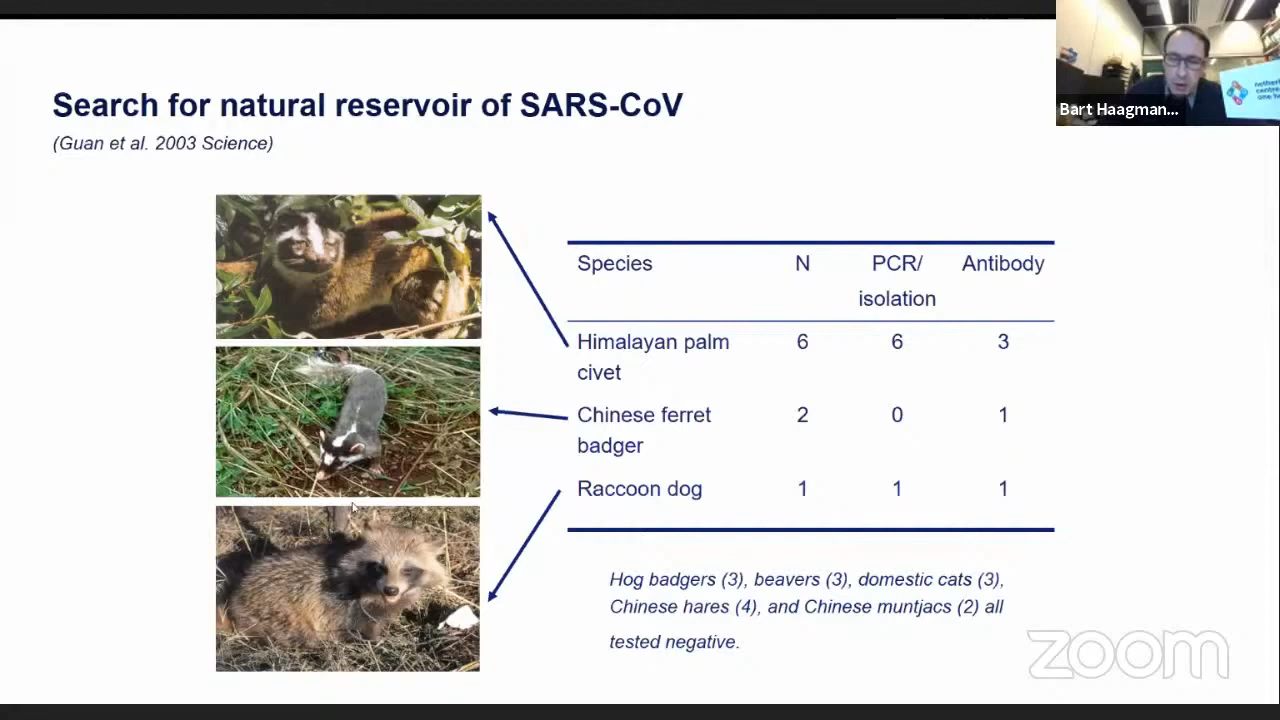 Search for natural reservoir of SARS-CoV
(Guan et al. 2003 Science)
Bart Haagman...
Species N PCR/ Antibody
isolation
Himalayan palm 6 6 3
civet
Chinese ferret 2 0 1
badger
Raccoon dog 1 1 1
Hog badgers (3), beavers (3), domestic cats (3),
Chinese hares (4), and Chinese muntjacs (2) all
tested negative.
zoom